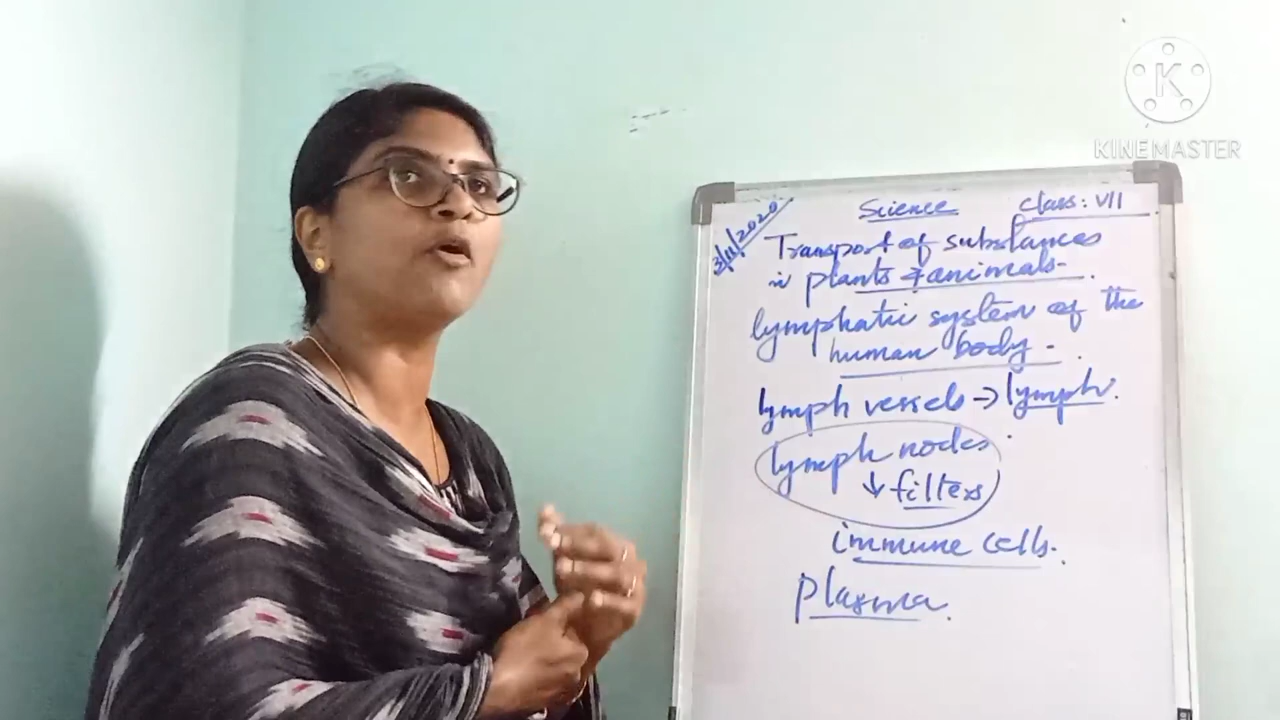 K
KINEMASTER
3/11/2020
Science class: VII
Transport of substances
in plants & animals.
lymphatic system of the
human body.
lymph vessels → lymph.
lymph nodes
↓ filters
immune cells.
plasma.